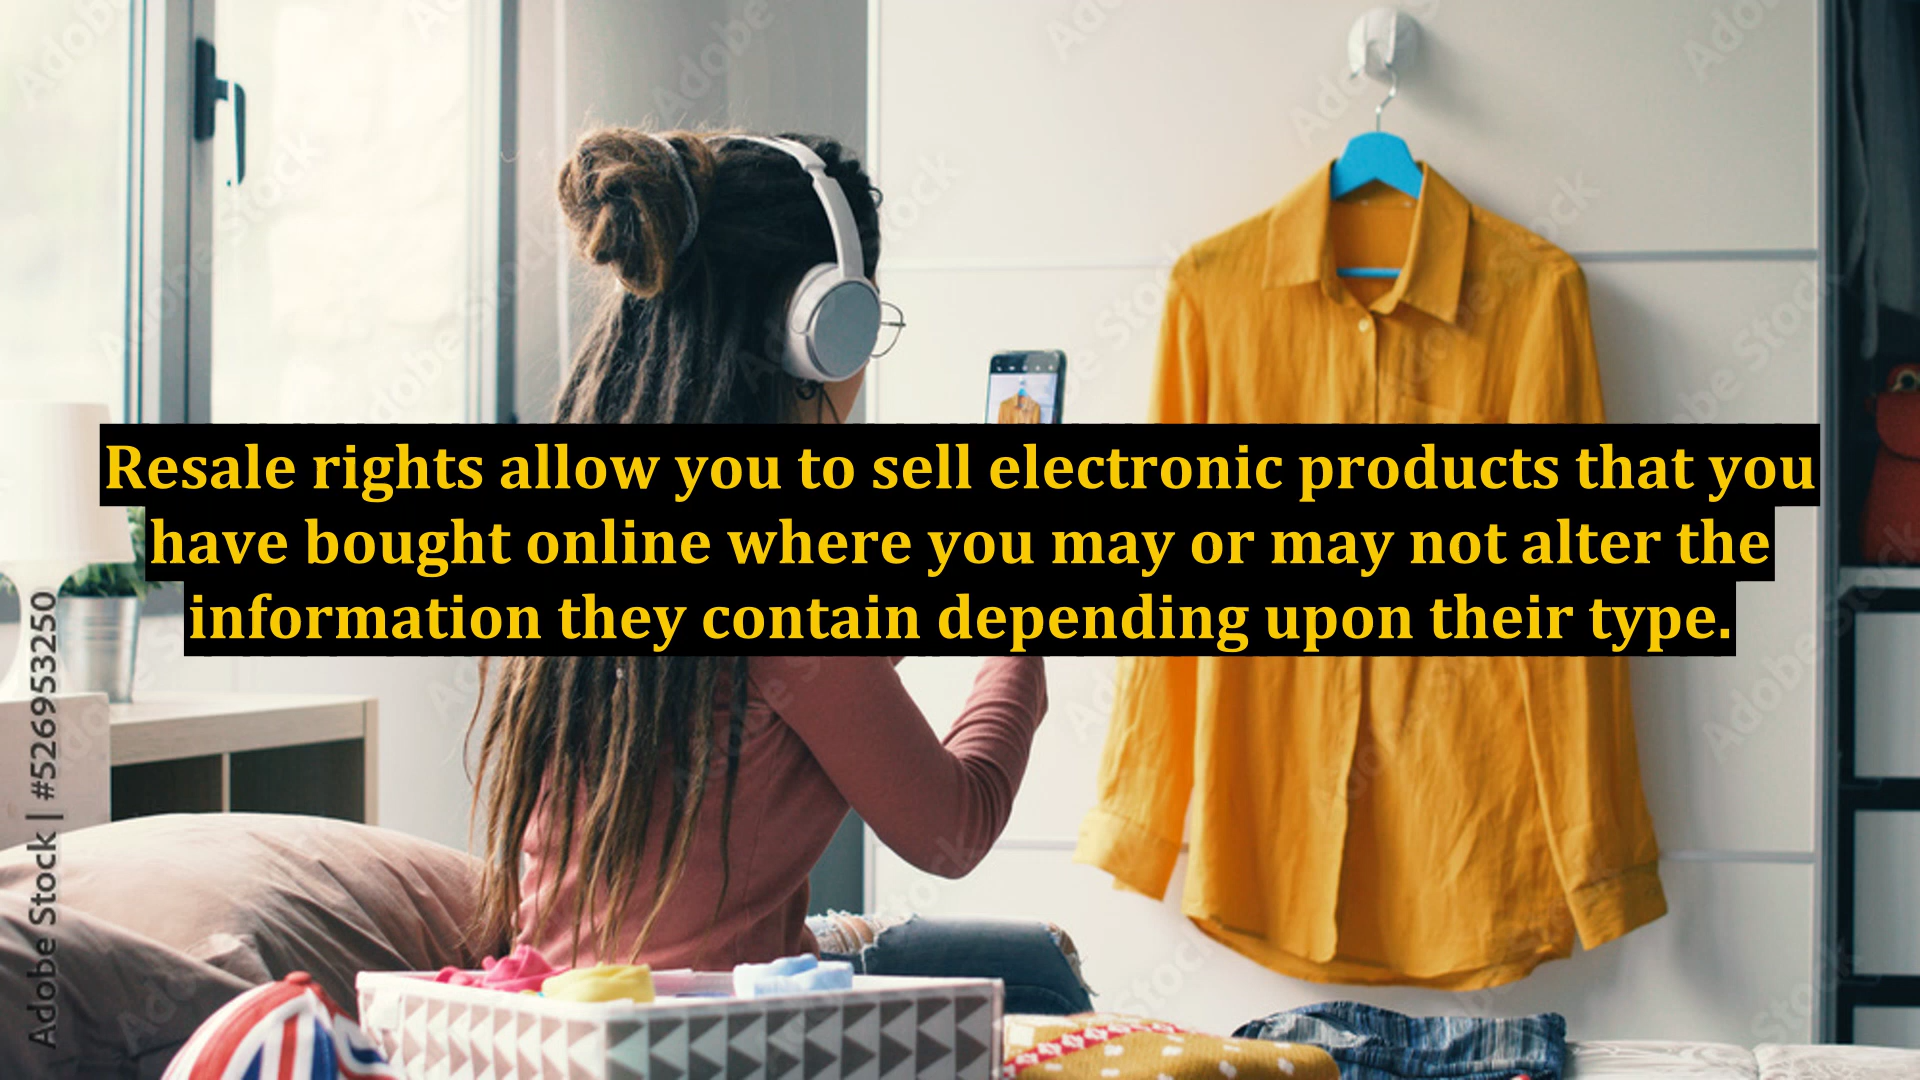 Resale rights allow you to sell electronic products that you
have bought online where you may or may not alter the
information they contain depending upon their type.
Adobe Stock | #526953250